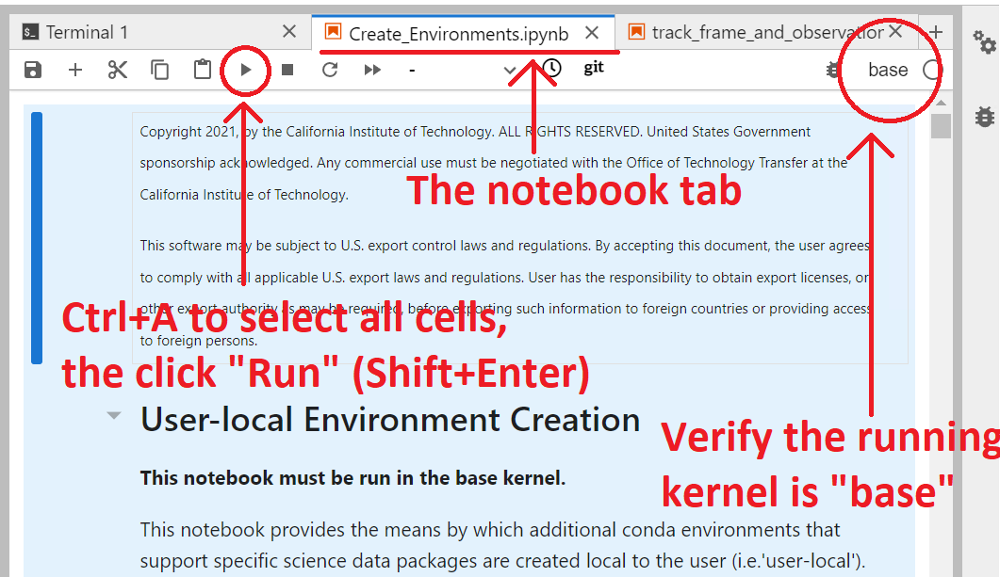 Terminal 1
Create_Environments.ipynb
track_frame_and_observation
-
git
base
Copyright 2021, by the California Institute of Technology. ALL RIGHTS RESERVED. United States Government
sponsorship acknowledged. Any commercial use must be negotiated with the Office of Technology Transfer at the
California Institute of Technology.
The notebook tab
This software may be subject to U.S. export control laws and regulations. By accepting this document, the user agrees
to comply with all applicable U.S. export laws and regulations. User has the responsibility to obtain export licenses, or
other export authority as may be required, before exporting such information to foreign countries or providing access
to foreign persons.
Ctrl+A to select all cells,
the click "Run" (Shift+Enter)
User-local Environment Creation
Verify the running
kernel is "base"
This notebook must be run in the base kernel.
This notebook provides the means by which additional conda environments that
support specific science data packages are created local to the user (i.e.'user-local').